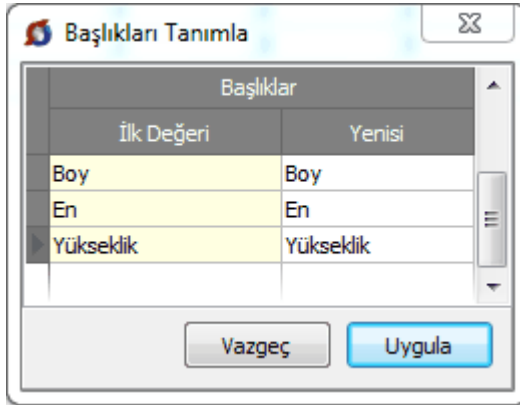 Başlıkları Tanımla
Başlıklar
İlk Değeri Yenisi
Boy Boy
En En
Yükseklik Yükseklik
Vazgeç Uygula